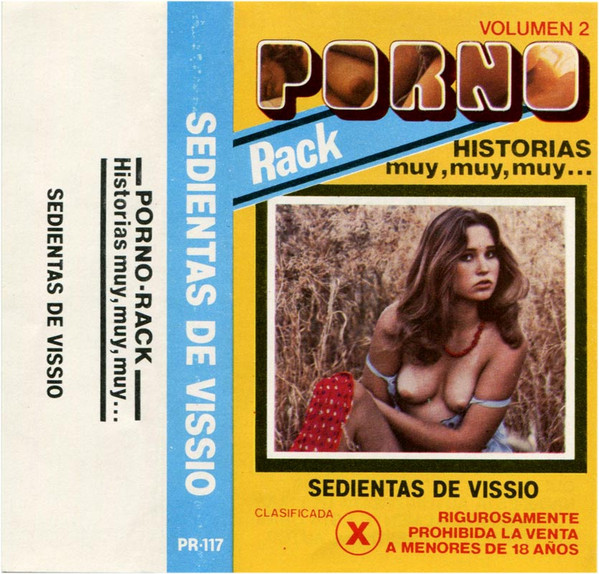 PORNO-RACK
Historias muy, muy, muy...
SEDIENTAS DE VISSIO
SEDIENTAS DE VISSIO
PR-117
VOLUMEN 2
PORNO
Rack
HISTORIAS
muy, muy, muy...
SEDIENTAS DE VISSIO
CLASIFICADA
X
RIGUROSAMENTE
PROHIBIDA LA VENTA
A MENORES DE 18 AÑOS